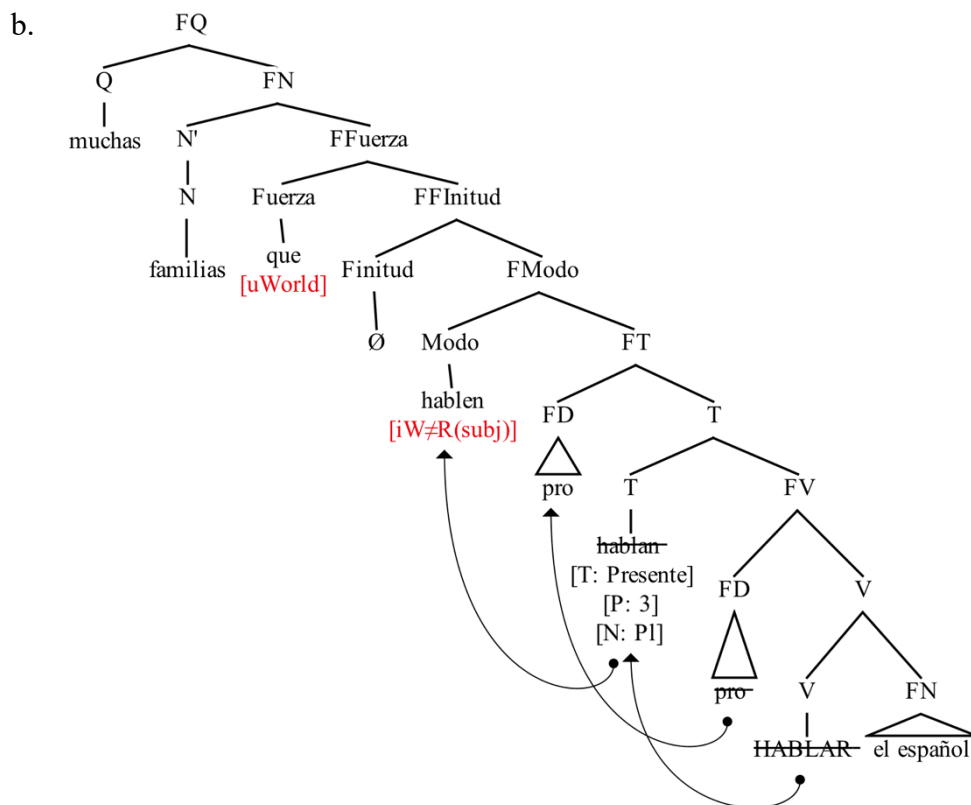 b.
FQ
Q FN
muchas N' FFuerza
N Fuerza FFInitud
familias que Finitud FModo
[uWorld]
Ø Modo FT
hablen FD T
[iW≠R(subj)]
pro T FV
hablan
[T: Presente] FD V
[P: 3]
[N: Pl]
pro V FN
HABLAR el español